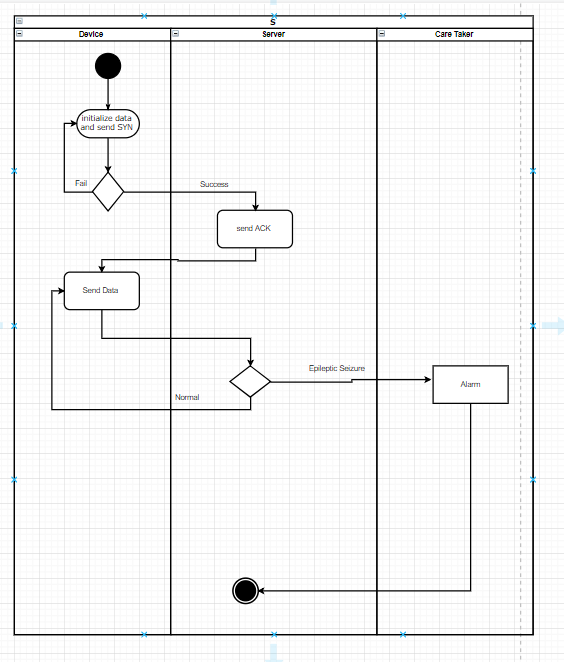 S
Device
Server
Care Taker
initialize data
and send SYN
Fail
Success
send ACK
Send Data
Epileptic Seizure
Alarm
Normal